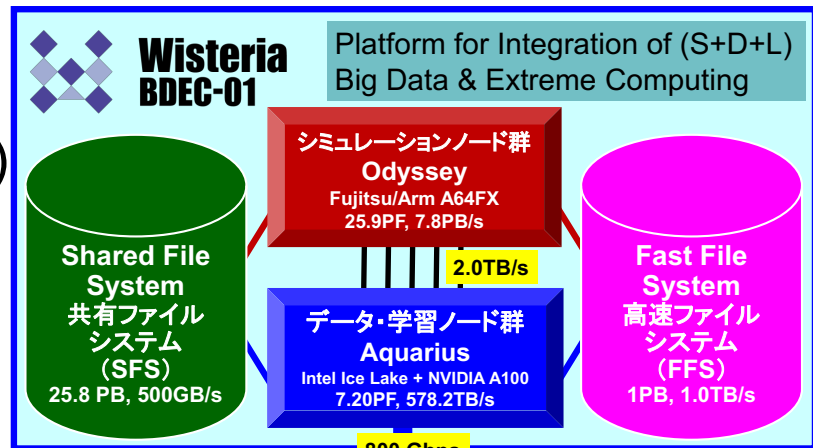 Wisteria
BDEC-01
Platform for Integration of (S+D+L)
Big Data & Extreme Computing
シミュレーションノード群
Odyssey
Fujitsu/Arm A64FX
25.9PF, 7.8PB/s
2.0TB/s
Shared File
System
共有ファイル
システム
（SFS）
25.8 PB, 500GB/s
データ・学習ノード群
Aquarius
Intel Ice Lake + NVIDIA A100
7.20PF, 578.2TB/s
Fast File
System
高速ファイル
システム
（FFS）
1PB, 1.0TB/s
800 Gbps
)